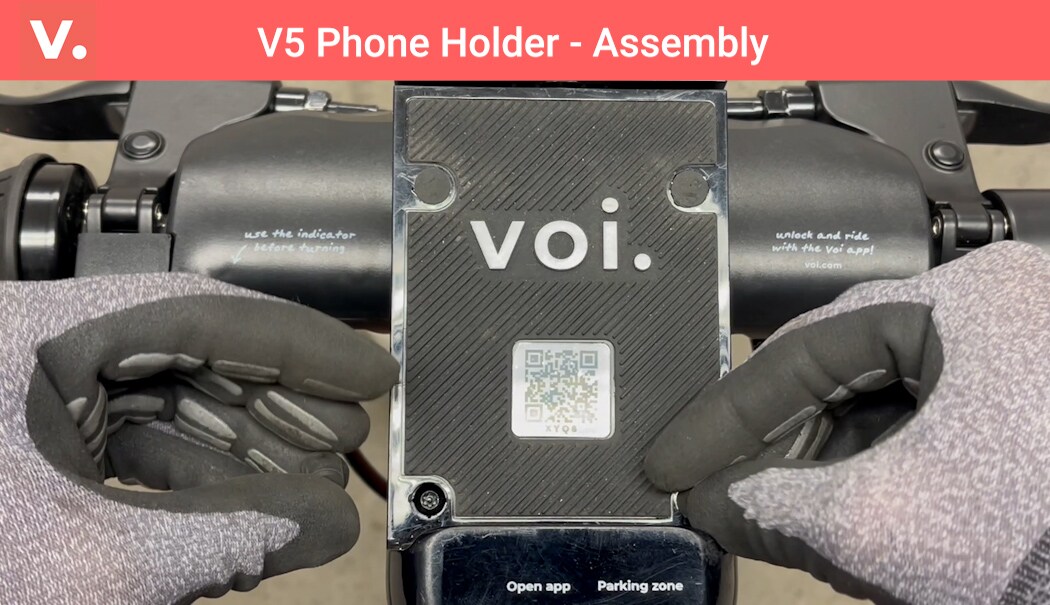 V.
V5 Phone Holder - Assembly
use the indicator
before turning
unlock and ride
with the Voi app!
voi.com
voi.
XYQ8
Open app
Parking zone